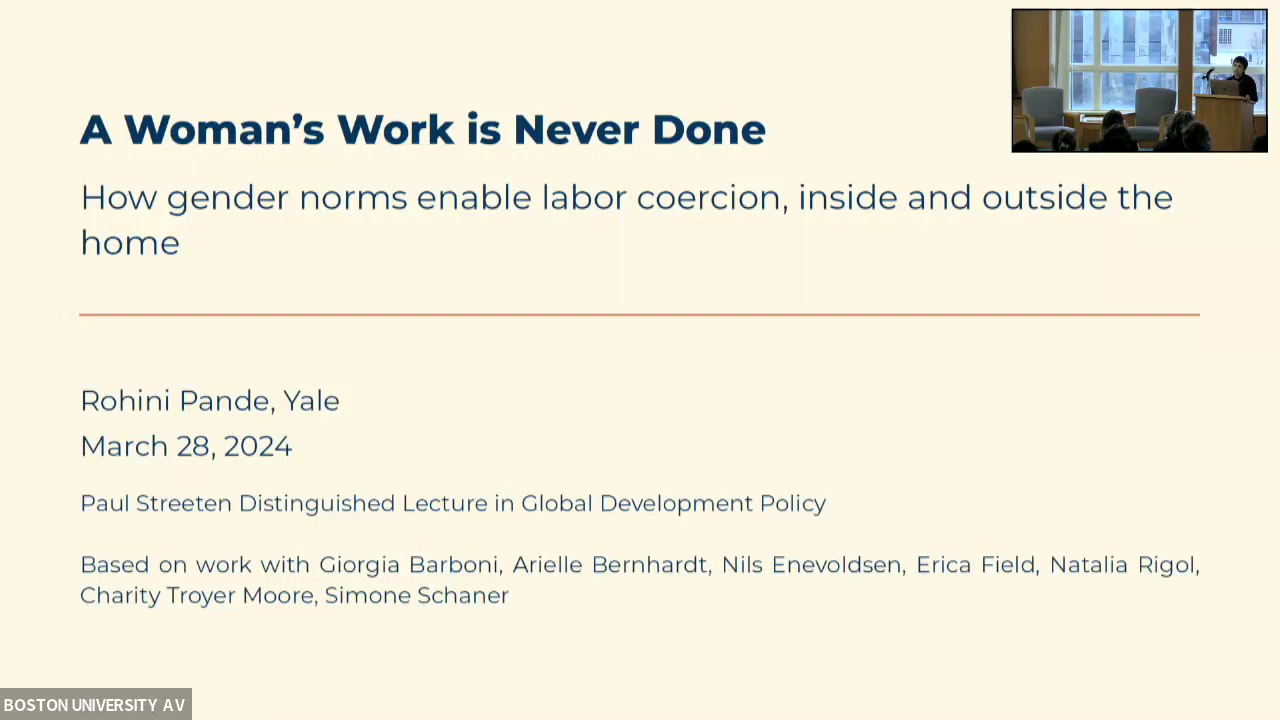 A Woman’s Work is Never Done
How gender norms enable labor coercion, inside and outside the
home
Rohini Pande, Yale
March 28, 2024
Paul Streeten Distinguished Lecture in Global Development Policy
Based on work with Giorgia Barboni, Arielle Bernhardt, Nils Enevoldsen, Erica Field, Natalia Rigol,
Charity Troyer Moore, Simone Schaner
BOSTON UNIVERSITY AV